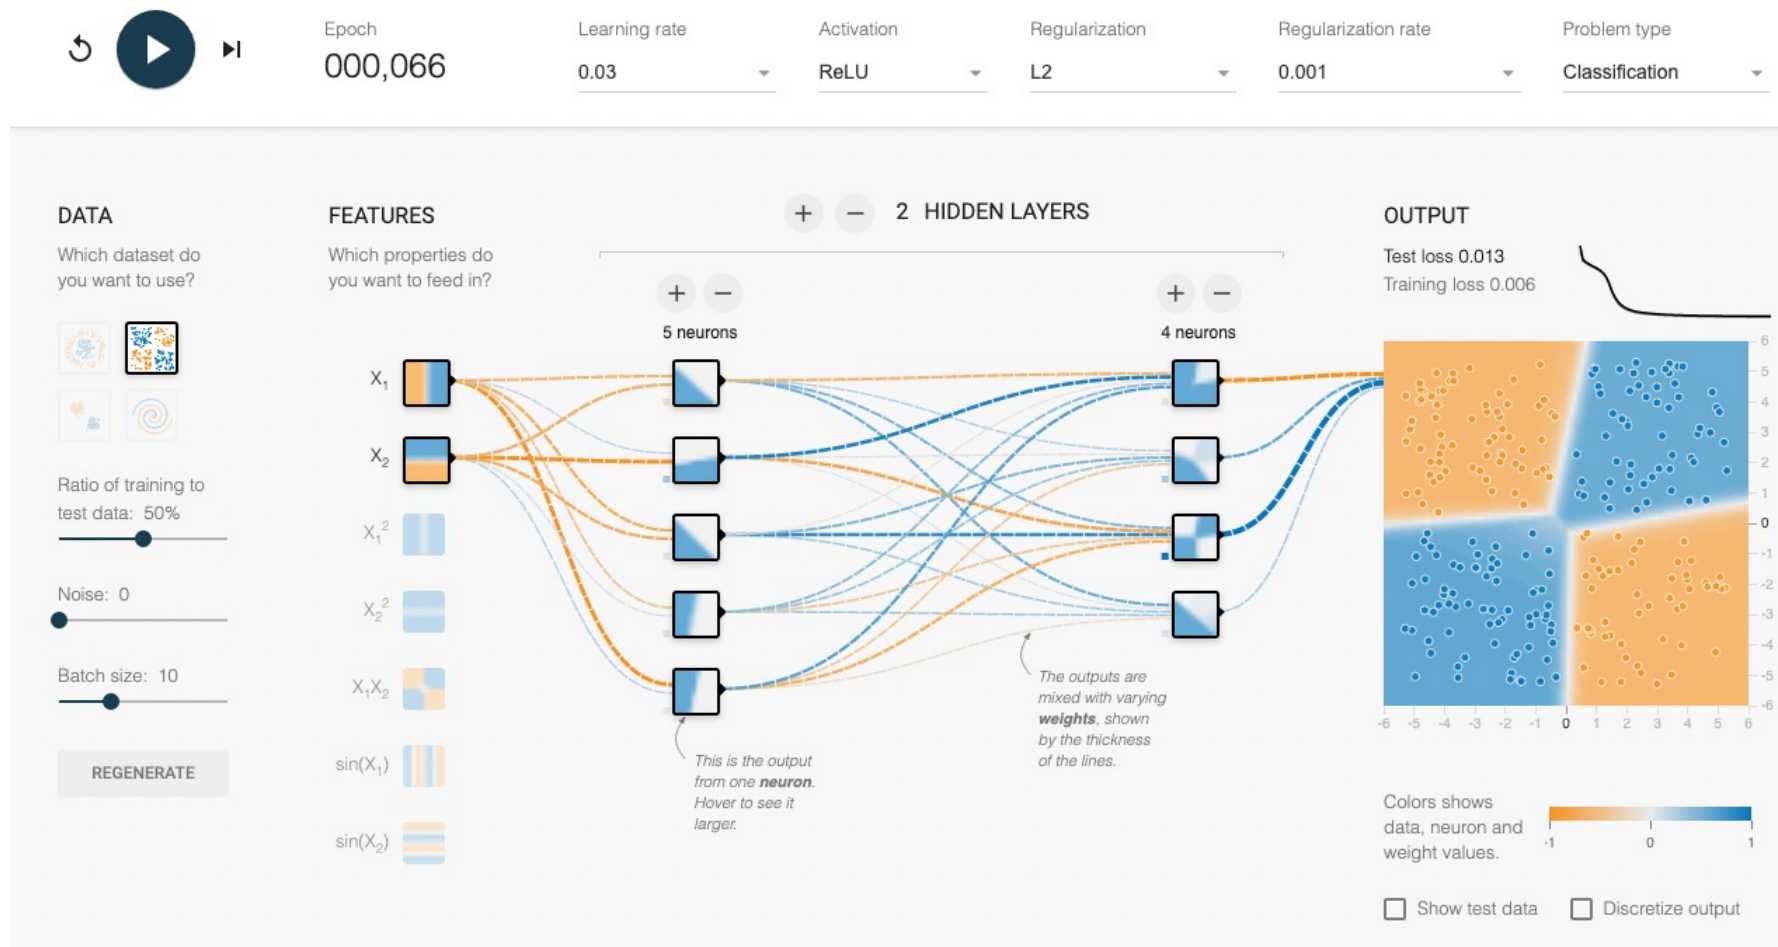 Epoch
000,066
Learning rate
0.03
Activation
ReLU
Regularization
L2
Regularization rate
0.001
Problem type
Classification
DATA
Which dataset do
you want to use?
Ratio of training to
test data: 50%
Noise: 0
Batch size: 10
REGENERATE
FEATURES
Which properties do
you want to feed in?
X1
X2
X1²
X2²
X1X2
sin(X1)
sin(X2)
+ − 2 HIDDEN LAYERS
+ −
5 neurons
+ −
4 neurons
This is the output
from one neuron.
Hover to see it
larger.
The outputs are
mixed with varying
weights, shown
by the thickness
of the lines.
OUTPUT
Test loss 0.013
Training loss 0.006
6
5
4
3
2
1
0
-1
-2
-3
-4
-5
-6
-6 -5 -4 -3 -2 -1 0 1 2 3 4 5 6
Colors shows
data, neuron and
weight values.
-1 0 1
Show test data
Discretize output